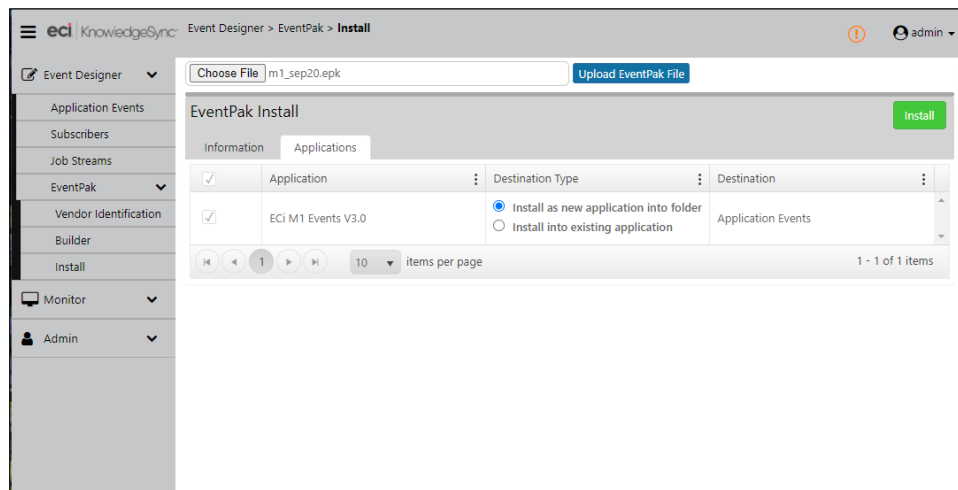 eci KnowledgeSync
Event Designer > EventPak > Install
admin
Event Designer
Application Events
Subscribers
Job Streams
EventPak
Vendor Identification
Builder
Install
Monitor
Admin
Choose File m1_sep20.epk
Upload EventPak File
EventPak Install
Install
Information
Applications
Application
Destination Type
Destination
ECi M1 Events V3.0
Install as new application into folder
Install into existing application
Application Events
1
10
items per page
1 - 1 of 1 items